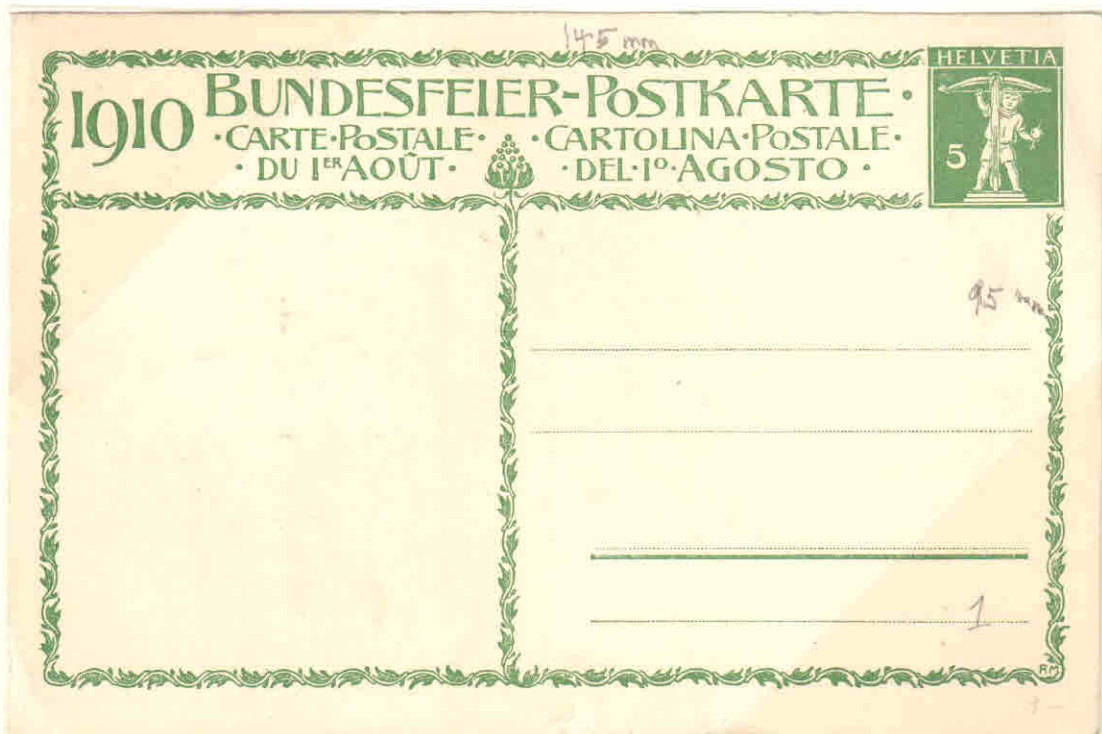 145 mm
HELVETIA
1910 BUNDESFEIER-POSTKARTE ·
· CARTE · POSTALE ·
· DU 1ER AOÛT ·
· CARTOLINA · POSTALE ·
· DEL · 1o · AGOSTO ·
5
95 mm
1
RM